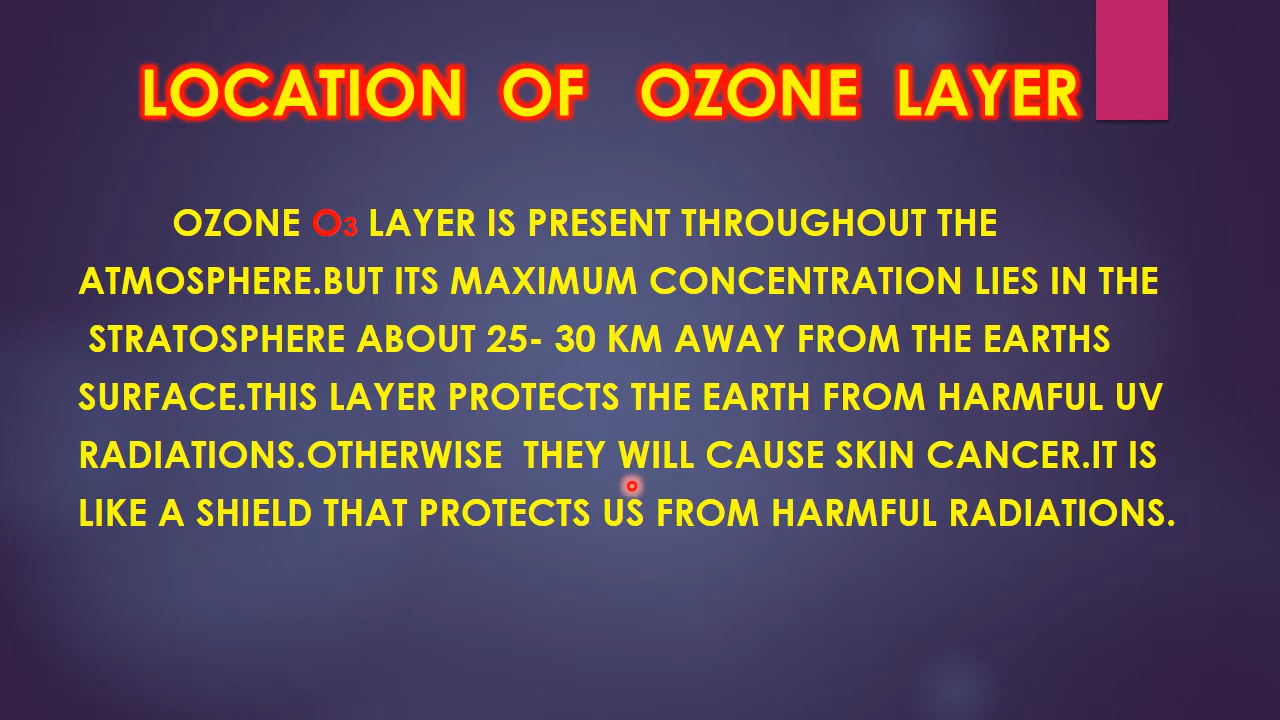 LOCATION OF OZONE LAYER
OZONE O3 LAYER IS PRESENT THROUGHOUT THE
ATMOSPHERE.BUT ITS MAXIMUM CONCENTRATION LIES IN THE
STRATOSPHERE ABOUT 25- 30 KM AWAY FROM THE EARTHS
SURFACE.THIS LAYER PROTECTS THE EARTH FROM HARMFUL UV
RADIATIONS.OTHERWISE THEY WILL CAUSE SKIN CANCER.IT IS
LIKE A SHIELD THAT PROTECTS US FROM HARMFUL RADIATIONS.